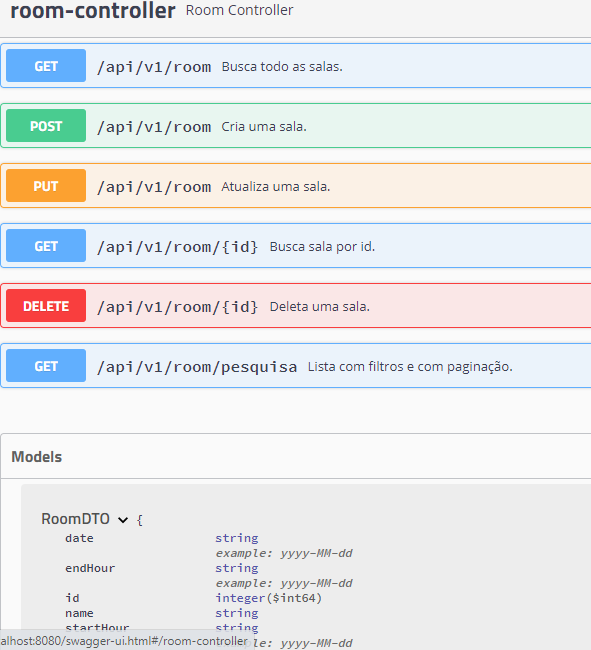 room-controller Room Controller
GET /api/v1/room Busca todo as salas.
POST /api/v1/room Cria uma sala.
PUT /api/v1/room Atualiza uma sala.
GET /api/v1/room/{id} Busca sala por id.
DELETE /api/v1/room/{id} Deleta uma sala.
GET /api/v1/room/pesquisa Lista com filtros e com paginação.
Models
RoomDTO {
date string
example: yyyy-MM-dd
endHour string
example: yyyy-MM-dd
id integer($int64)
name string
startHour string
alhost:8080/swagger-ui.html#/room-controller
e: yyyy-MM-dd